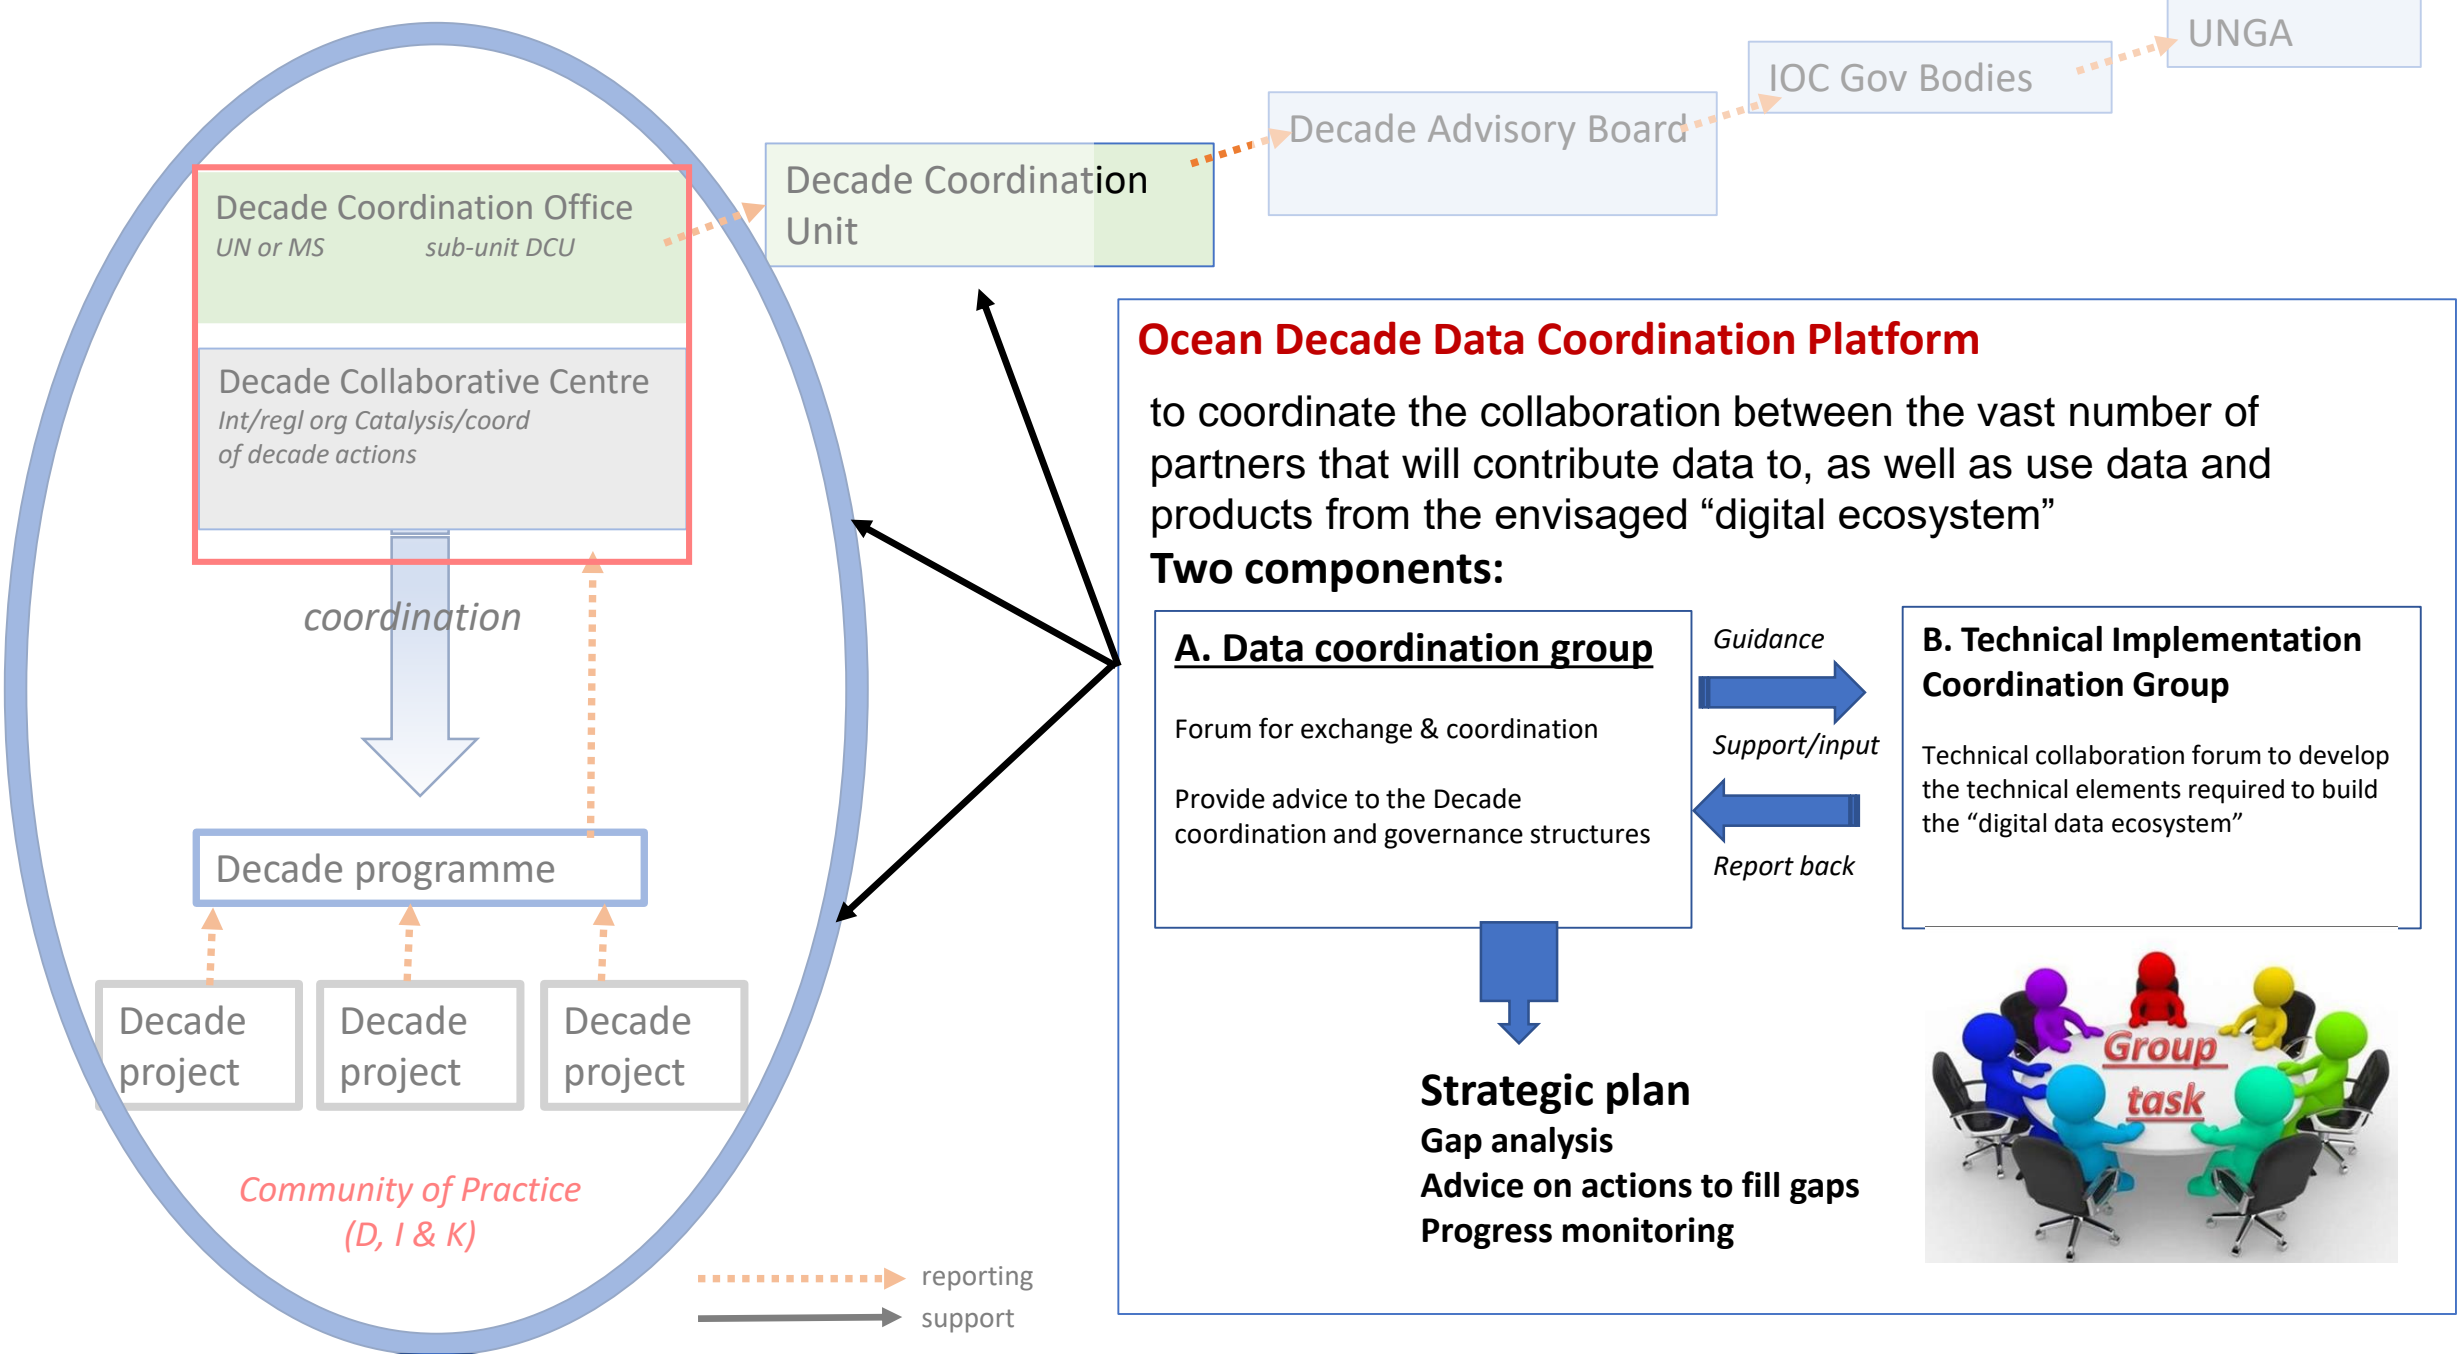 UNGA
IOC Gov Bodies
Decade Advisory Board
Decade Coordination
Unit
Decade Coordination Office
UN or MS sub-unit DCU
Decade Collaborative Centre
Int/regl org Catalysis/coord
of decade actions
coordination
Decade programme
Decade
project
Decade
project
Decade
project
Community of Practice
(D, I & K)
reporting
support
Ocean Decade Data Coordination Platform
to coordinate the collaboration between the vast number of
partners that will contribute data to, as well as use data and
products from the envisaged “digital ecosystem”
Two components:
A. Data coordination group
Forum for exchange & coordination
Provide advice to the Decade
coordination and governance structures
Guidance
Support/input
Report back
B. Technical Implementation
Coordination Group
Technical collaboration forum to develop
the technical elements required to build
the “digital data ecosystem”
Group
task
Strategic plan
Gap analysis
Advice on actions to fill gaps
Progress monitoring